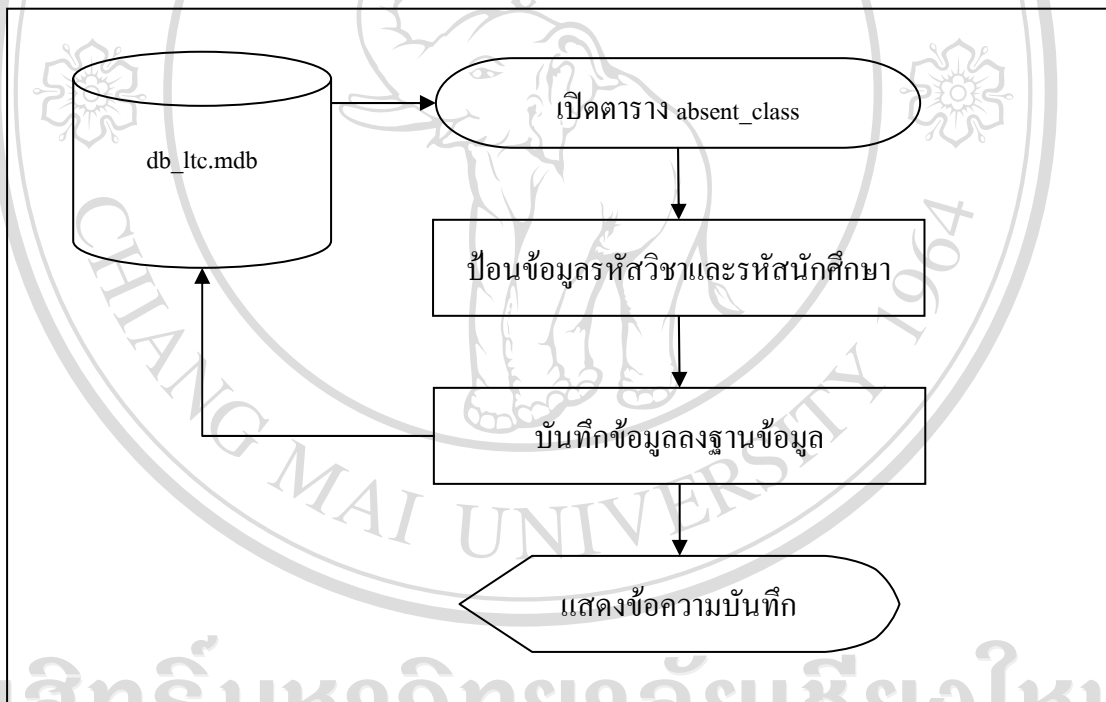 เปิดตาราง absent_class
db_ltc.mdb
ป้อนข้อมูลรหัสวิชาและรหัสนักศึกษา
บันทึกข้อมูลลงฐานข้อมูล
แสดงข้อความบันทึก
CHIANG MAI UNIVERSITY 1964